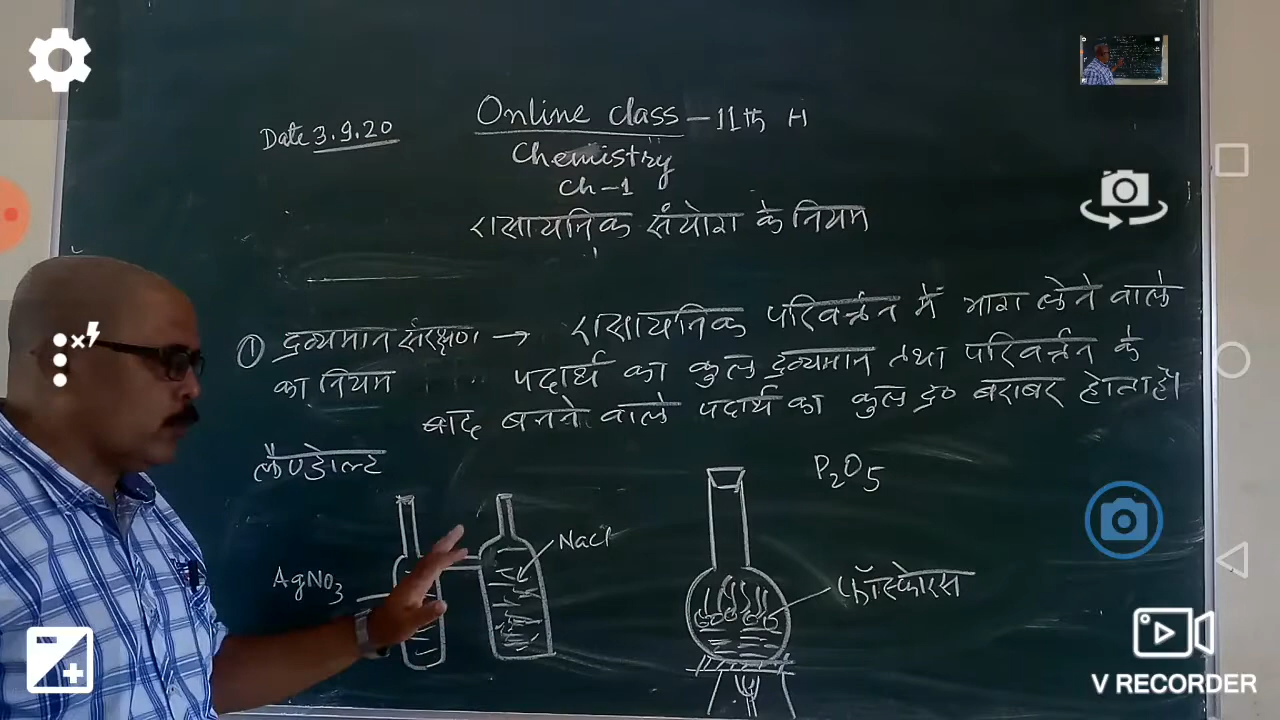 Online class - 11th H
Date 3.9.20
Chemistry
Ch-1
रासायनिक संयोग के नियम
① द्रव्यमान संरक्षण → रासायनिक परिवर्तन में भाग लेने वाले
का नियम पदार्थ का कुल द्रव्यमान तथा परिवर्तन के
बाद बनने वाले पदार्थ का कुल द्र० बराबर होता है।
लैण्डोल्ट
P2O5
NaCl
AgNO3
फॉस्फोरस
V RECORDER